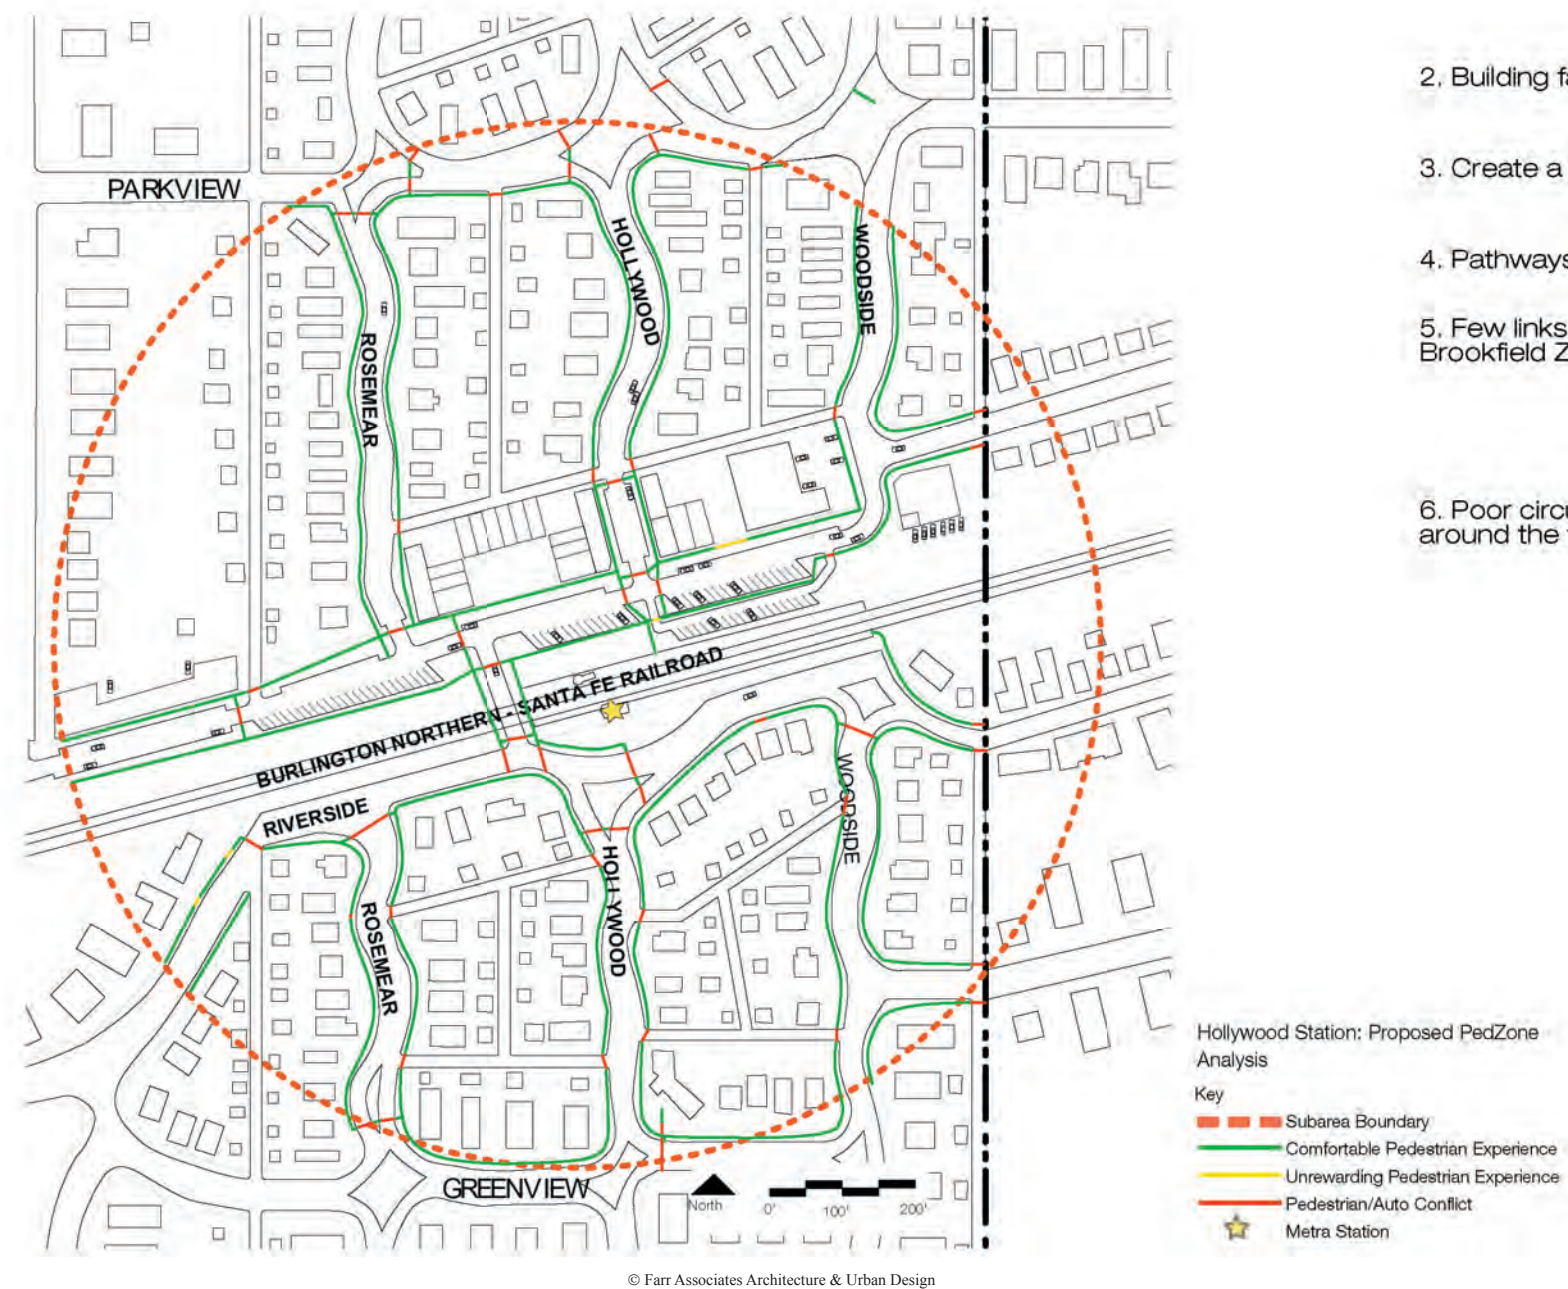 2. Building fa
3. Create a
PARKVIEW
HOLLYWOOD
WOODSIDE
4. Pathways
5. Few links
Brookfield Z
ROSEMEAR
6. Poor circu
around the
BURLINGTON NORTHERN - SANTA FE RAILROAD
RIVERSIDE
WOODSIDE
HOLLYWOOD
ROSEMEAR
Hollywood Station: Proposed PedZone
Analysis
Key
Subarea Boundary
Comfortable Pedestrian Experience
Unrewarding Pedestrian Experience
Pedestrian/Auto Conflict
Metra Station
GREENVIEW
North
0' 100' 200'
© Farr Associates Architecture & Urban Design